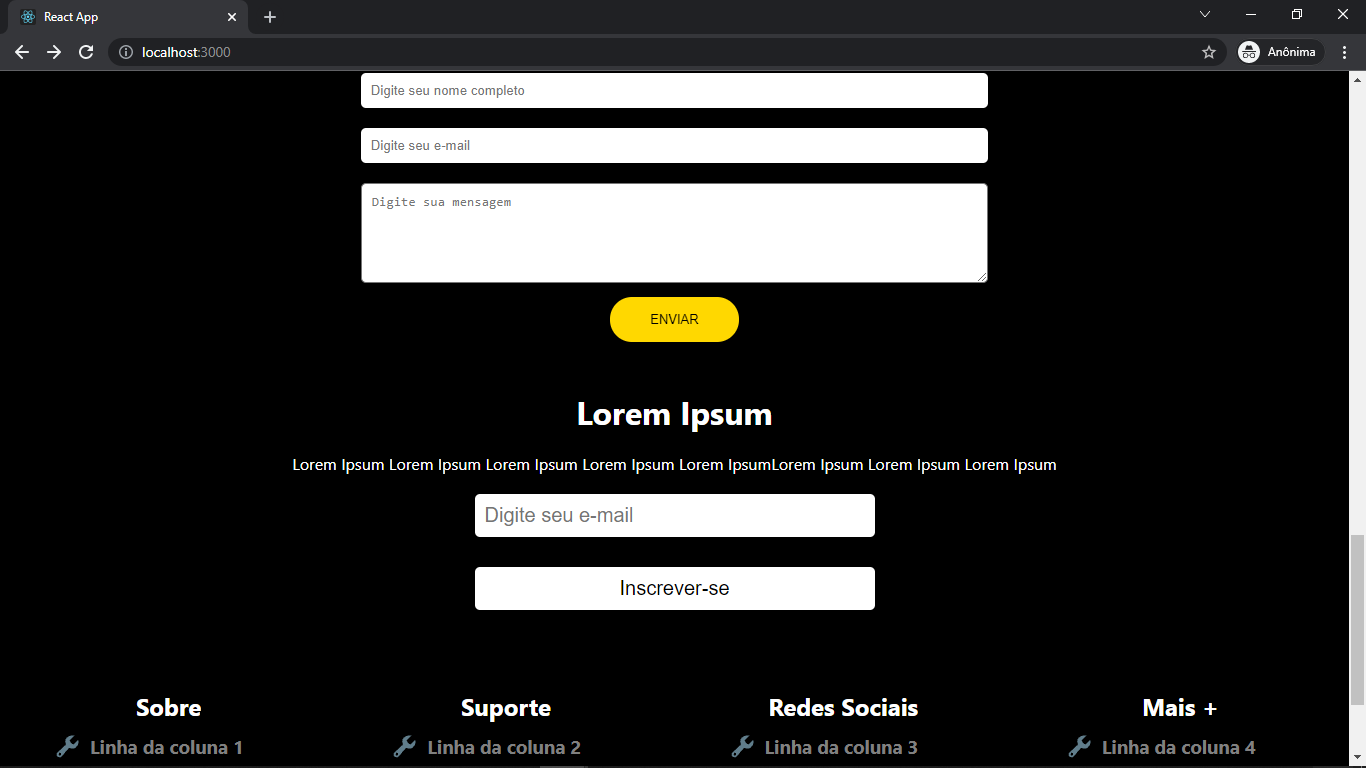 React App
localhost:3000
Anônima
Digite seu nome completo
Digite seu e-mail
Digite sua mensagem
ENVIAR
Lorem Ipsum
Lorem Ipsum Lorem Ipsum Lorem Ipsum Lorem Ipsum Lorem IpsumLorem Ipsum Lorem Ipsum Lorem Ipsum
Digite seu e-mail
Inscrever-se
Sobre Suporte Redes Sociais Mais +
Linha da coluna 1 Linha da coluna 2 Linha da coluna 3 Linha da coluna 4